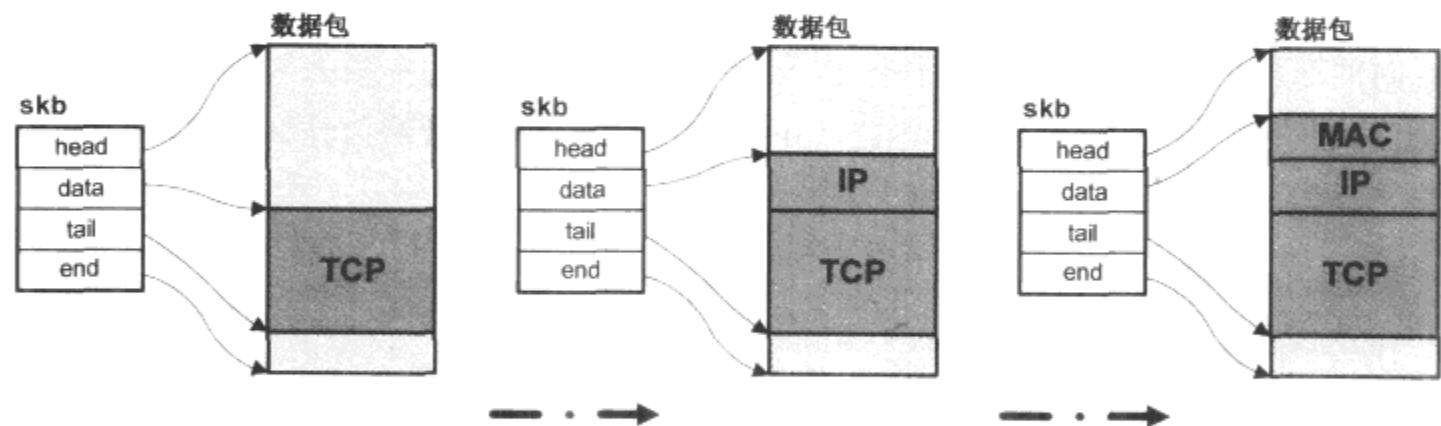 数据包
skb
head
data
tail
end
TCP
数据包
skb
head
data
tail
end
IP
TCP
数据包
skb
head
data
tail
end
MAC
IP
TCP